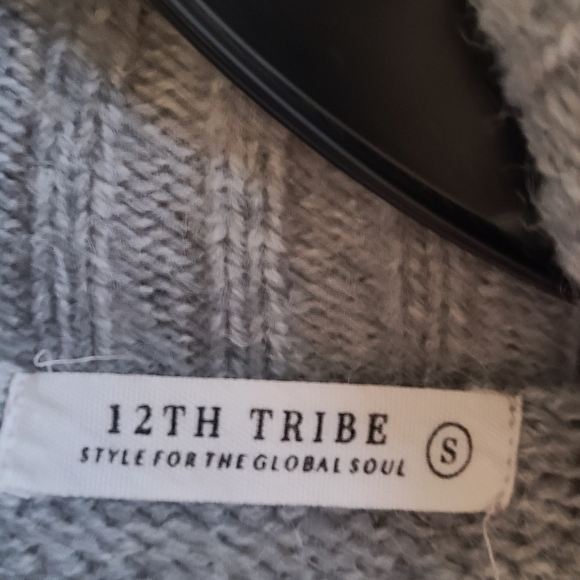 12TH TRIBE
STYLE FOR THE GLOBAL SOUL
S